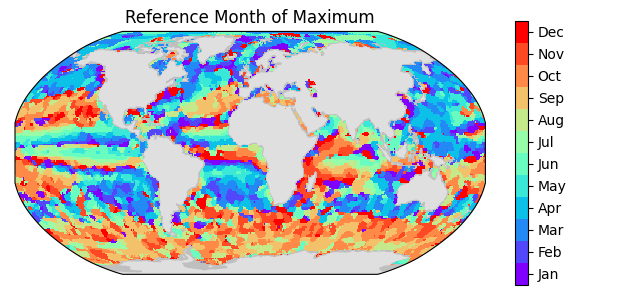 Reference Month of Maximum
Dec
Nov
Oct
Sep
Aug
Jul
Jun
May
Apr
Mar
Feb
Jan